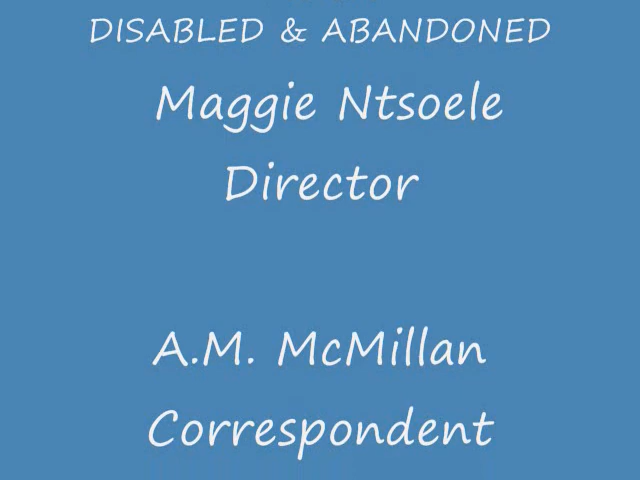 DISABLED & ABANDONED
Maggie Ntsoele
Director
A.M. McMillan
Correspondent